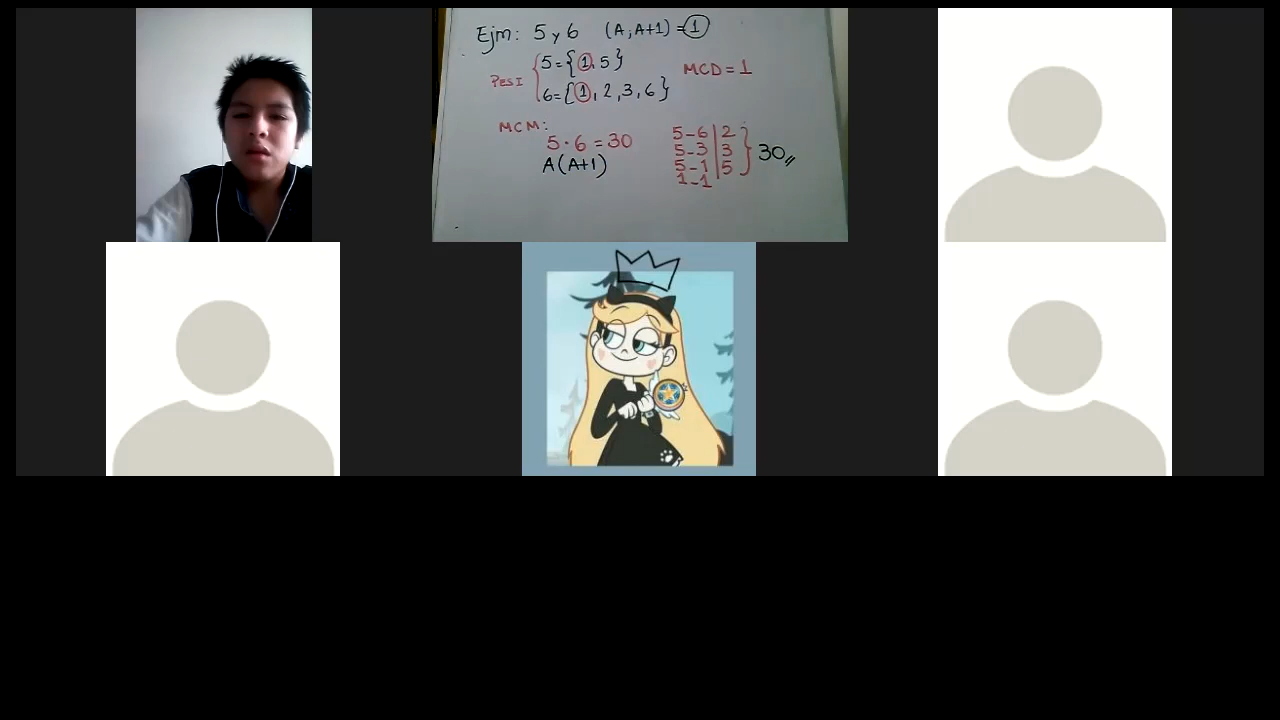 Ejm: 5 y 6 (A, A+1) = 1
PESI { 5 = {1, 5}
6 = {1, 2, 3, 6}
MCD = 1
MCM:
5 · 6 = 30
A(A+1)
5-6 | 2
5-3 | 3
5-1 | 5
1-1
} 30